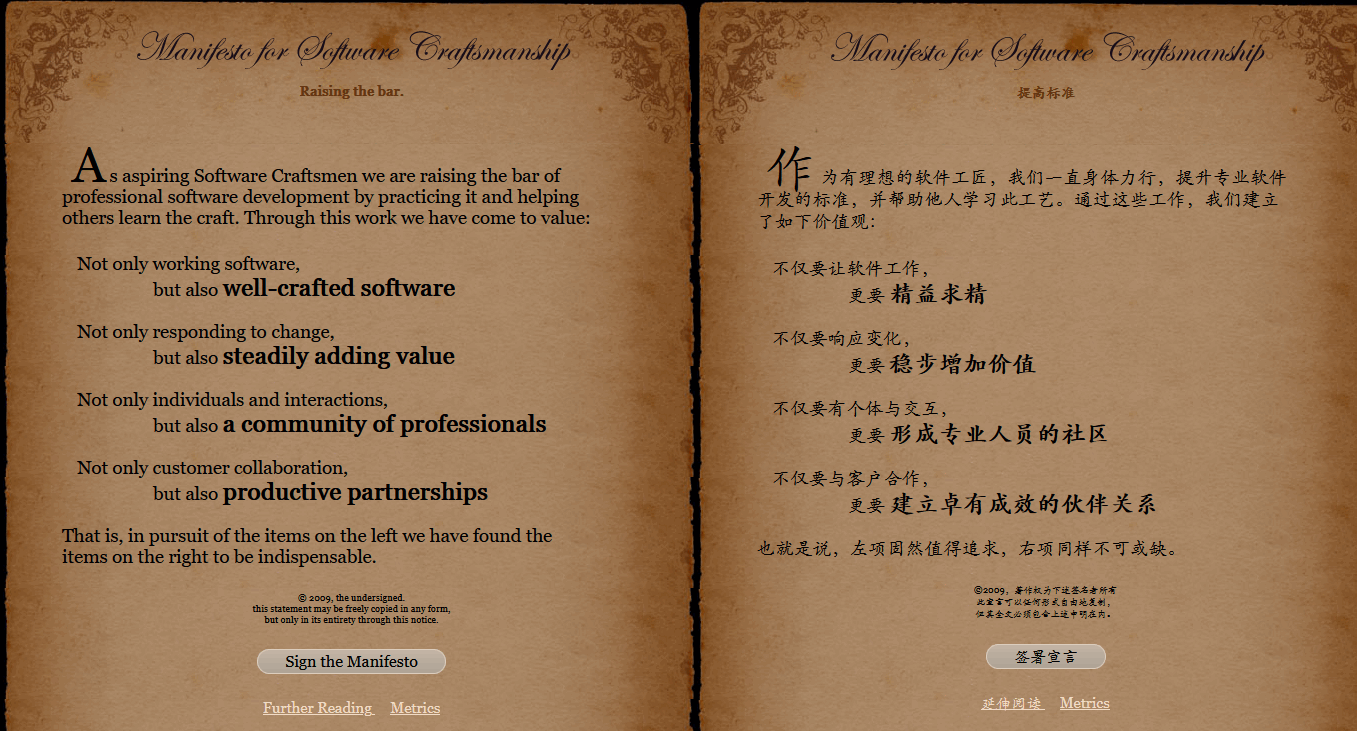 Manifesto for Software Craftsmanship
Raising the bar.
As aspiring Software Craftsmen we are raising the bar of
professional software development by practicing it and helping
others learn the craft. Through this work we have come to value:
Not only working software,
but also well-crafted software
Not only responding to change,
but also steadily adding value
Not only individuals and interactions,
but also a community of professionals
Not only customer collaboration,
but also productive partnerships
That is, in pursuit of the items on the left we have found the
items on the right to be indispensable.
© 2009, the undersigned.
this statement may be freely copied in any form,
but only in its entirety through this notice.
Sign the Manifesto
Further Reading Metrics
Manifesto for Software Craftsmanship
提高标准
作为有理想的软件工匠，我们一直身体力行，提升专业软件
开发的标准，并帮助他人学习此工艺。通过这些工作，我们建立
了如下价值观：
不仅要让软件工作，
更要 精益求精
不仅要响应变化，
更要 稳步增加价值
不仅要有个体与交互，
更要 形成专业人员的社区
不仅要与客户合作，
更要 建立卓有成效的伙伴关系
也就是说，左项固然值得追求，右项同样不可或缺。
©2009，著作权为下述签名者所有
此宣言可以任何形式自由地复制，
但其全文必须包含上述申明在内。
签署宣言
延伸阅读 Metrics